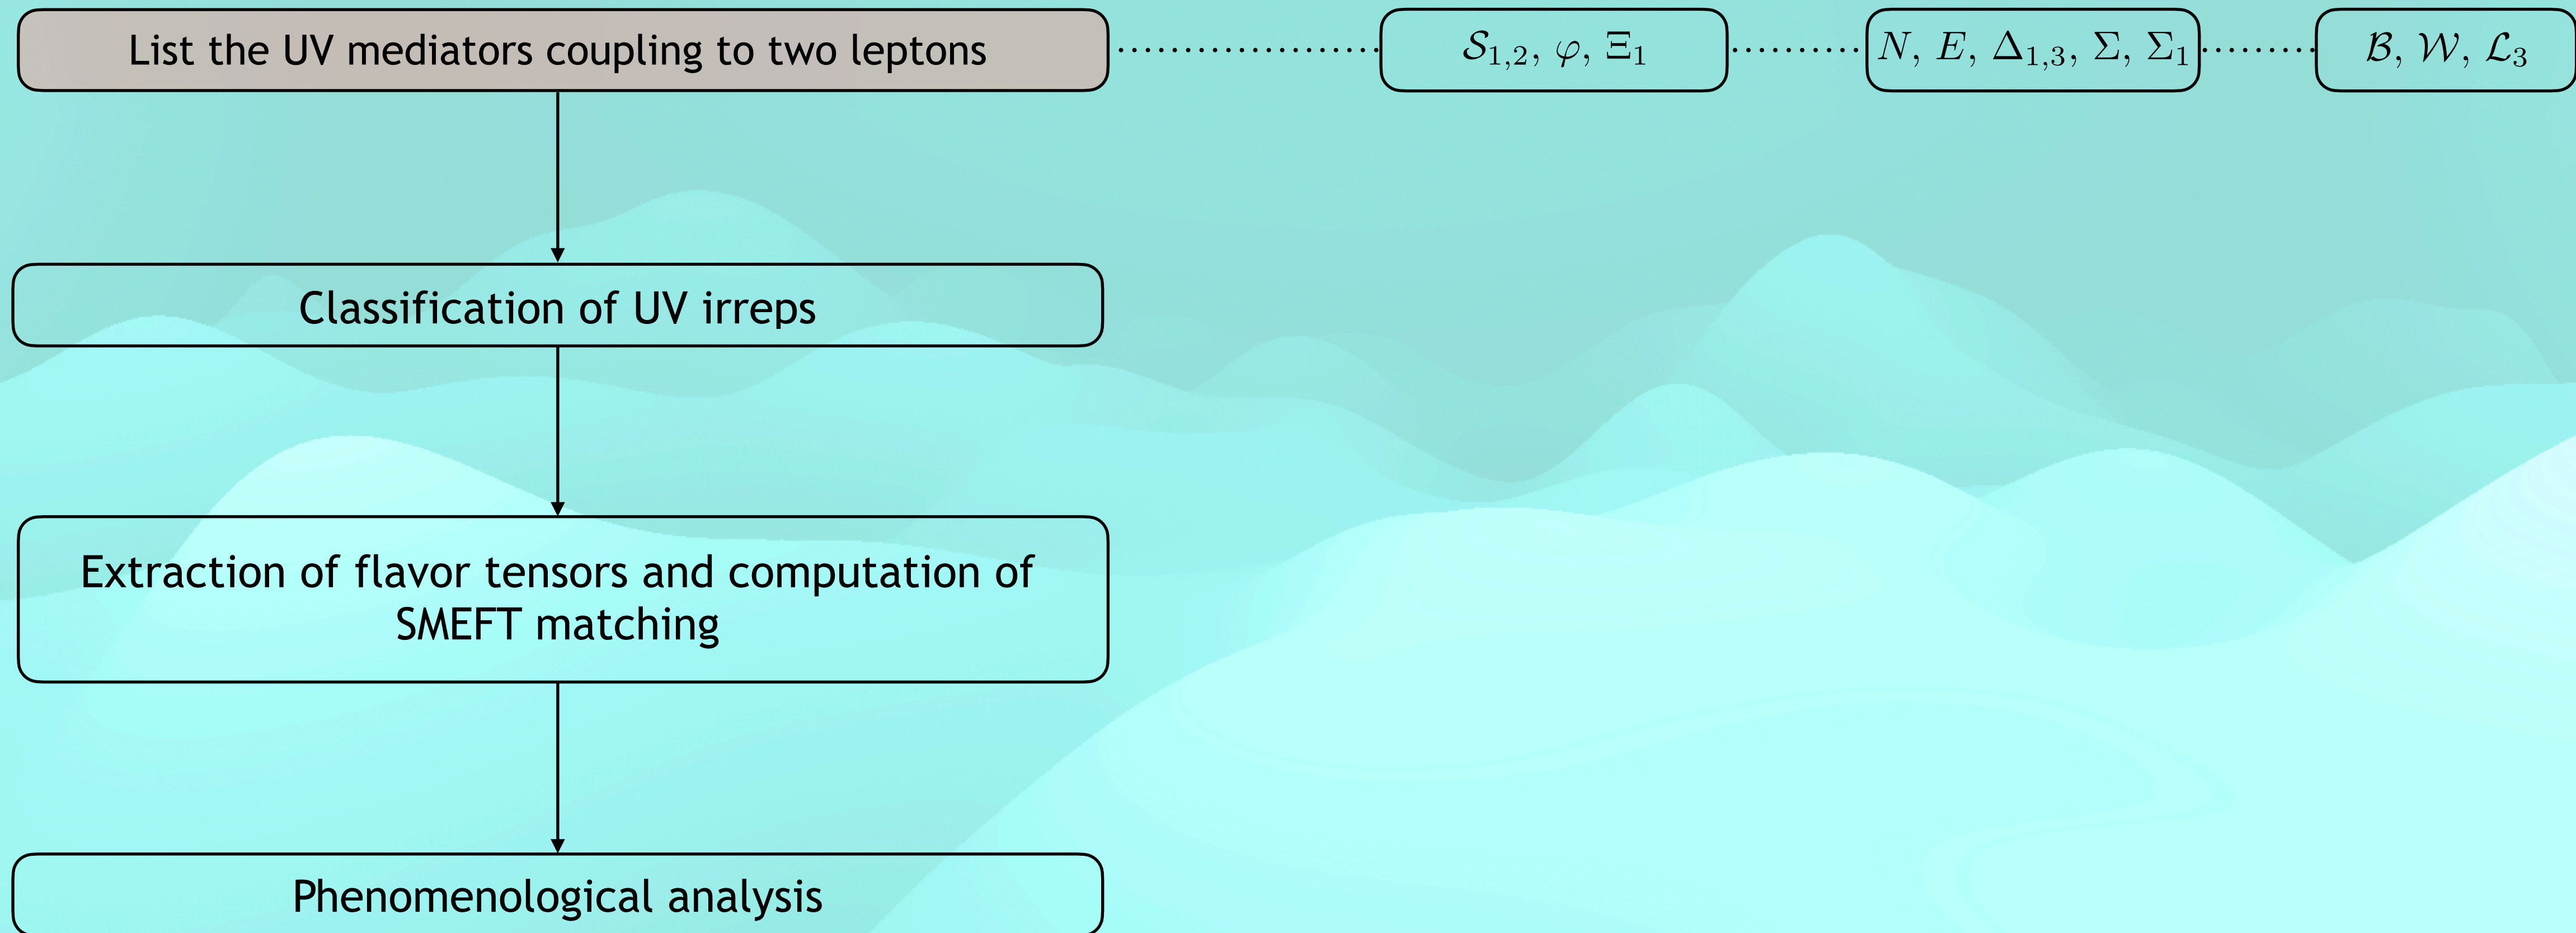 List the UV mediators coupling to two leptons
𝒮₁,₂, φ, Ξ₁
N, E, Δ₁,₃, Σ, Σ₁
ℬ, 𝒲, ℒ₃
Classification of UV irreps
Extraction of flavor tensors and computation of
SMEFT matching
Phenomenological analysis